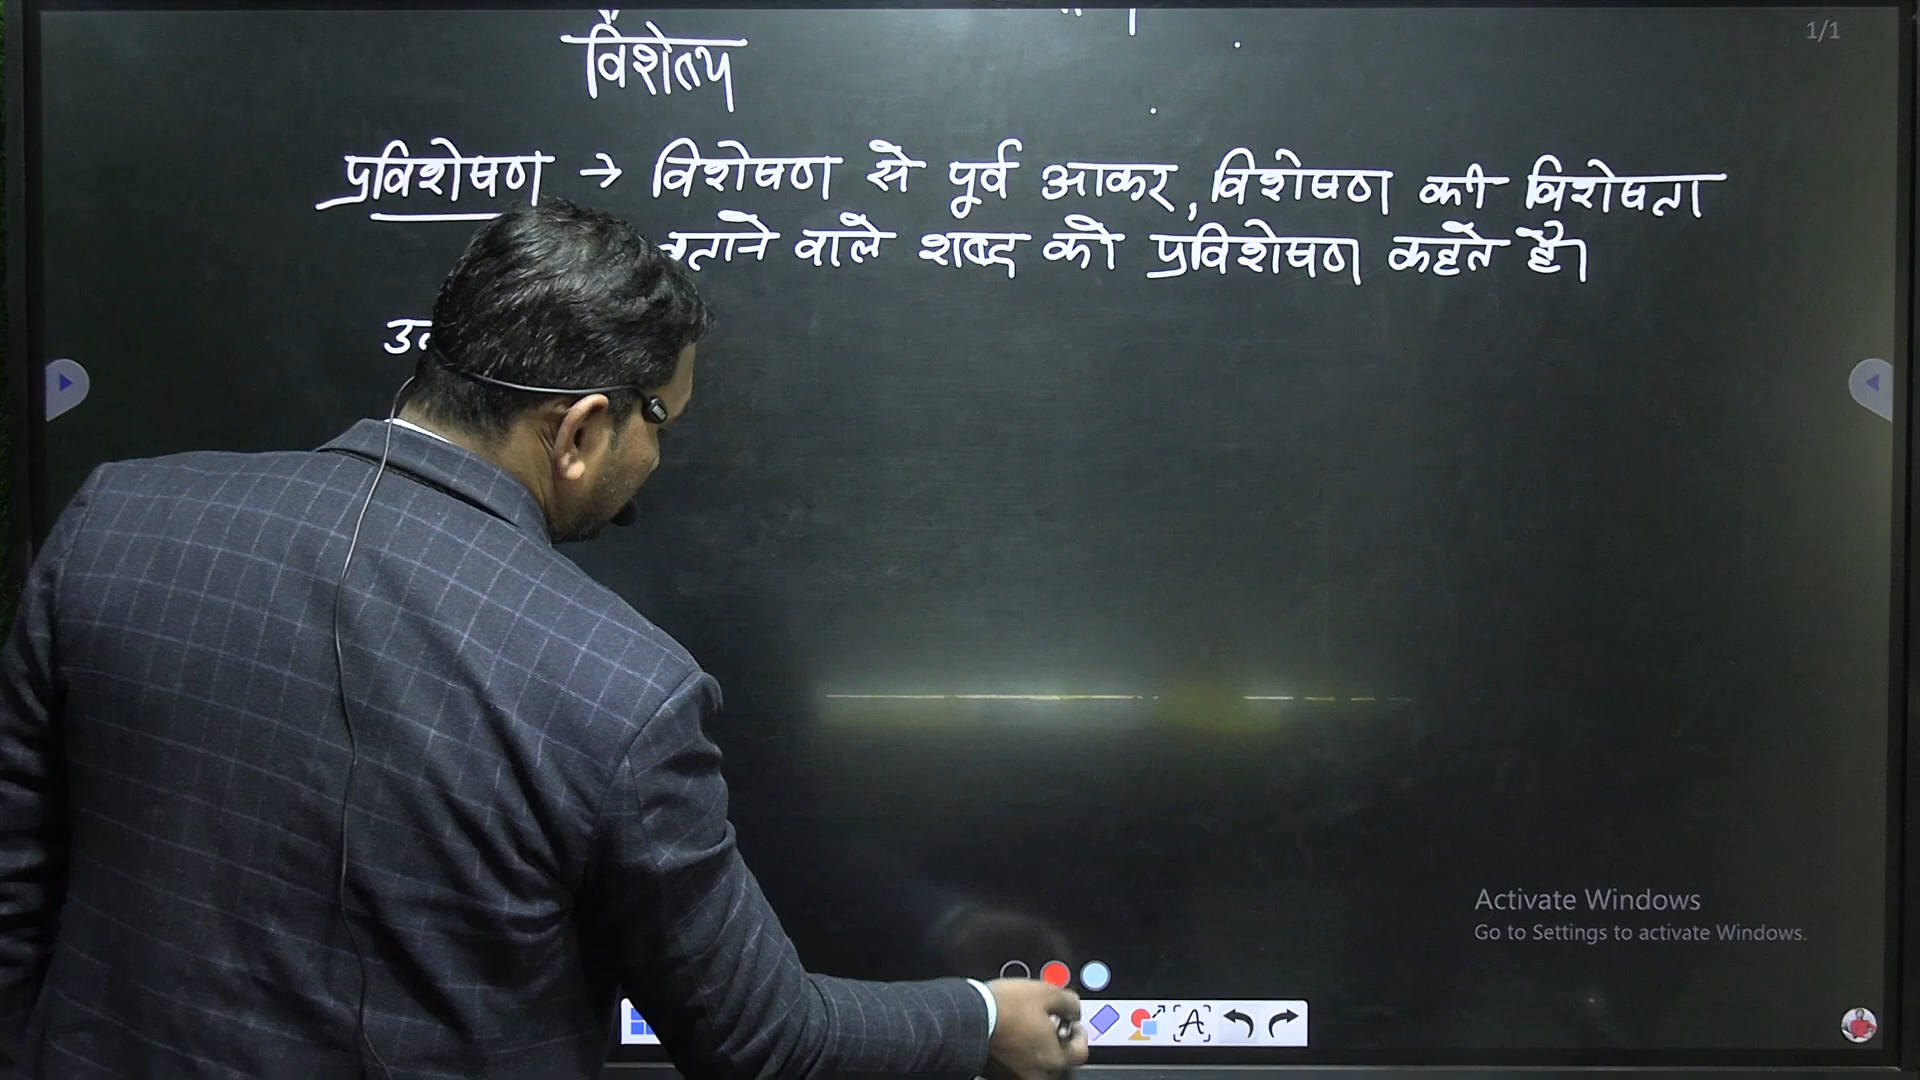 1/1
विशेष्य
प्रविशेषण → विशेषण से पूर्व आकर, विशेषण की विशेषता
बताने वाले शब्द को प्रविशेषण कहते है।
Activate Windows
Go to Settings to activate Windows.